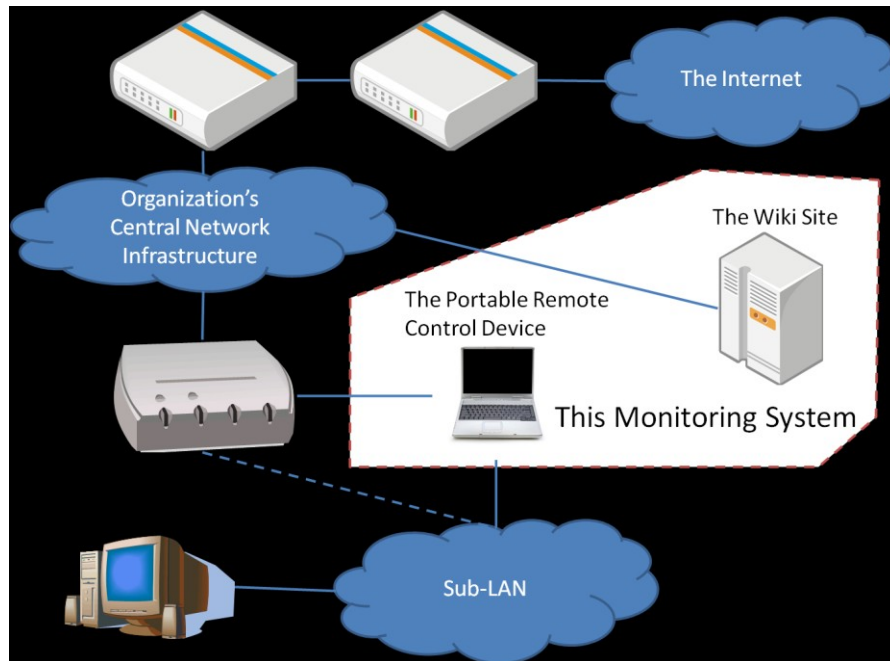 The Internet
Organization's
Central Network
Infrastructure
The Wiki Site
The Portable Remote
Control Device
This Monitoring System
Sub-LAN